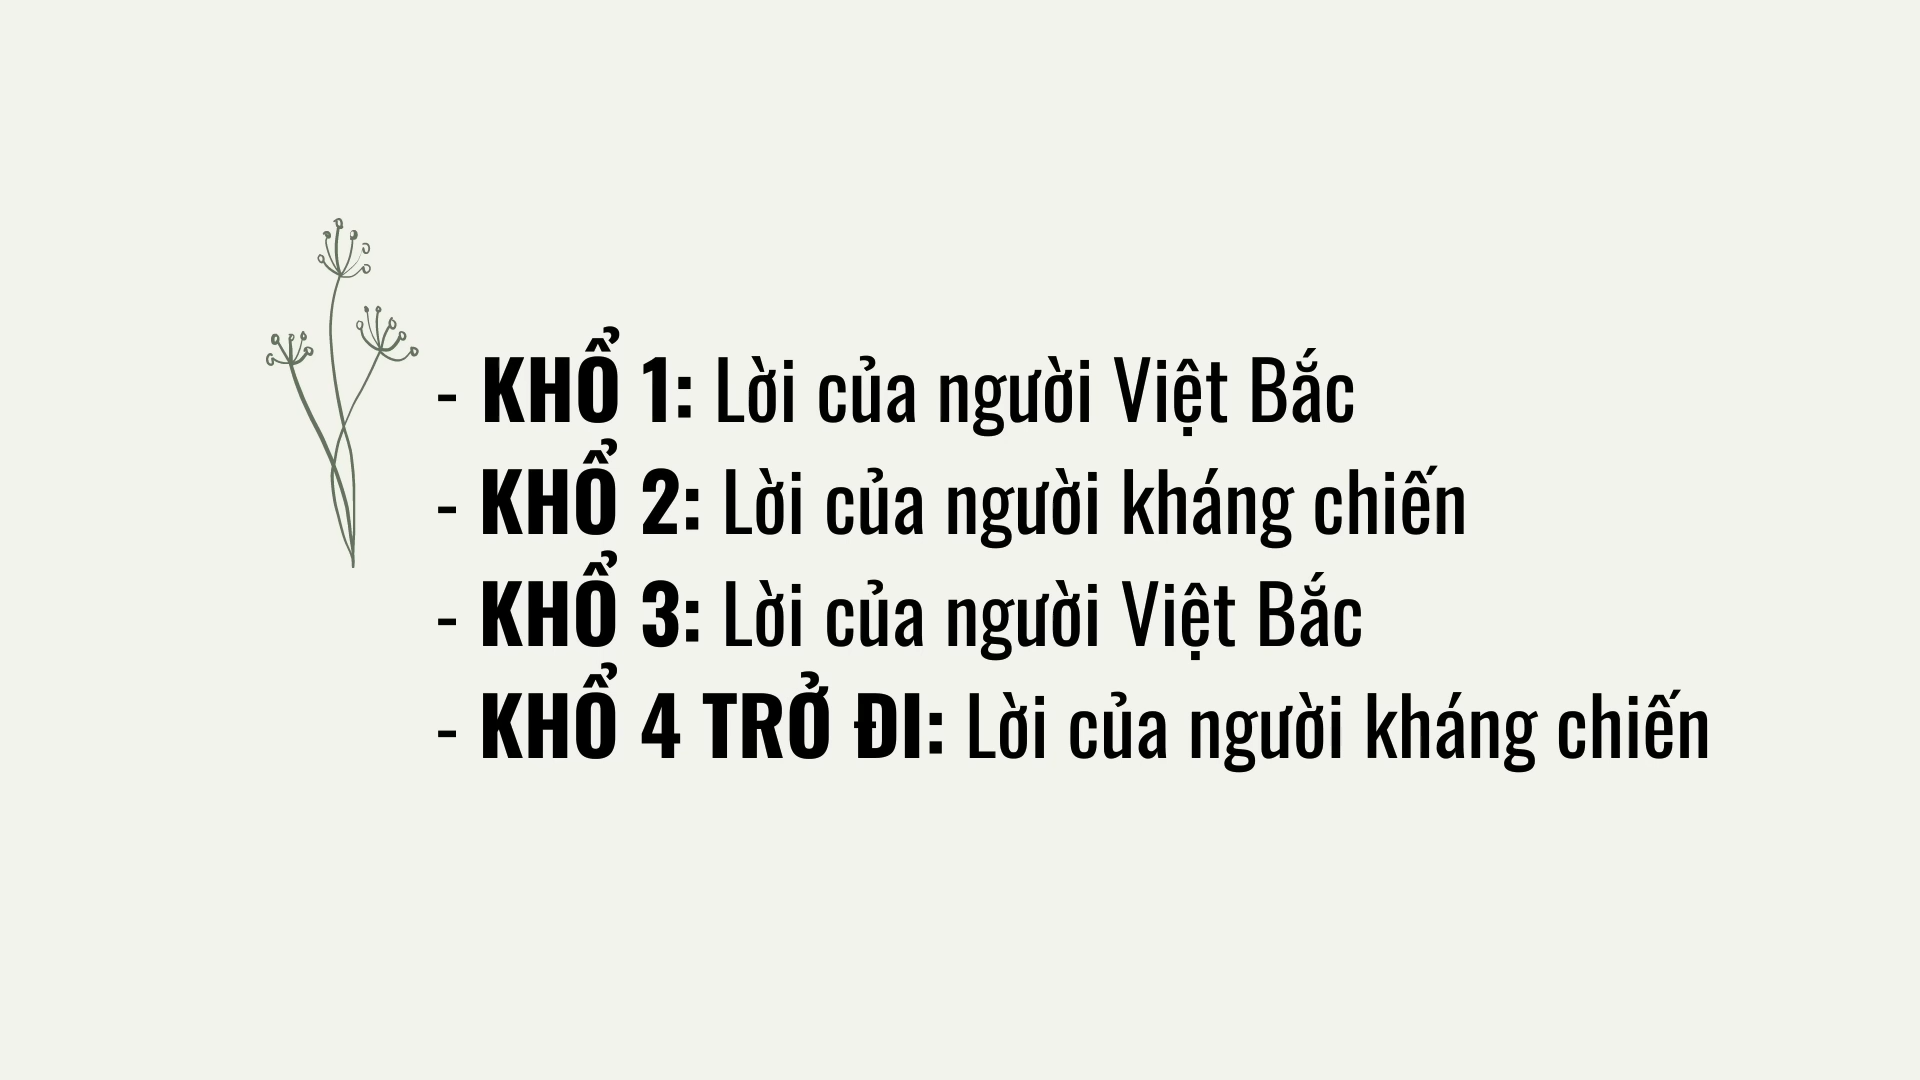 - KHỔ 1: Lời của người Việt Bắc
- KHỔ 2: Lời của người kháng chiến
- KHỔ 3: Lời của người Việt Bắc
- KHỔ 4 TRỞ ĐI: Lời của người kháng chiến